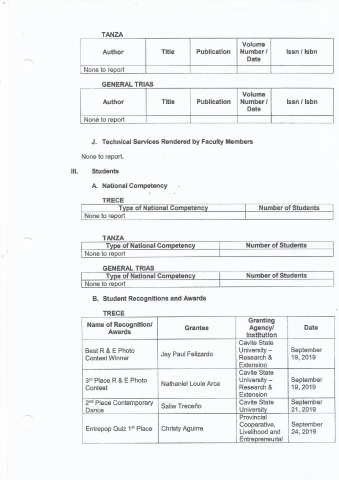 TANZA
Author Title Publication Volume Number / Date Issn / Isbn
None to report
GENERAL TRIAS
Author Title Publication Volume Number / Date Issn / Isbn
None to report
J. Technical Services Rendered by Faculty Members
None to report.
III. Students
A. National Competency
TRECE
Type of National Competency Number of Students
None to report
TANZA
Type of National Competency Number of Students
None to report
GENERAL TRIAS
Type of National Competency Number of Students
None to report
B. Student Recognitions and Awards
TRECE
Name of Recognition/ Awards Grantee Granting Agency/ Institution Date
Best R & E Photo Contest Winner Jay Paul Felizardo Cavite State University – Research & Extension September 19, 2019
3rd Place R & E Photo Contest Nathaniel Louie Arce Cavite State University – Research & Extension September 19, 2019
2nd Place Contemporary Dance Salie Treceño Cavite State University September 21, 2019
Entrepop Quiz 1st Place Christy Aguirre Provincial Cooperative, Livelihood and Entrepreneurial September 24, 2019